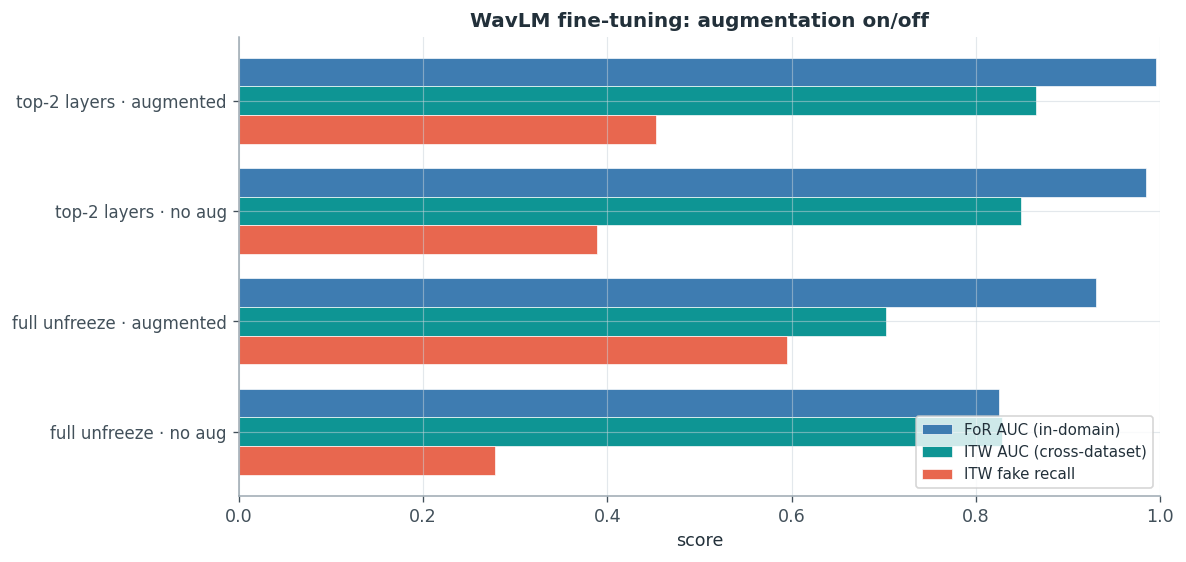 WavLM fine-tuning: augmentation on/off
top-2 layers · augmented
top-2 layers · no aug
full unfreeze · augmented
full unfreeze · no aug
FoR AUC (in-domain)
ITW AUC (cross-dataset)
ITW fake recall
0.0 0.2 0.4 0.6 0.8 1.0
score